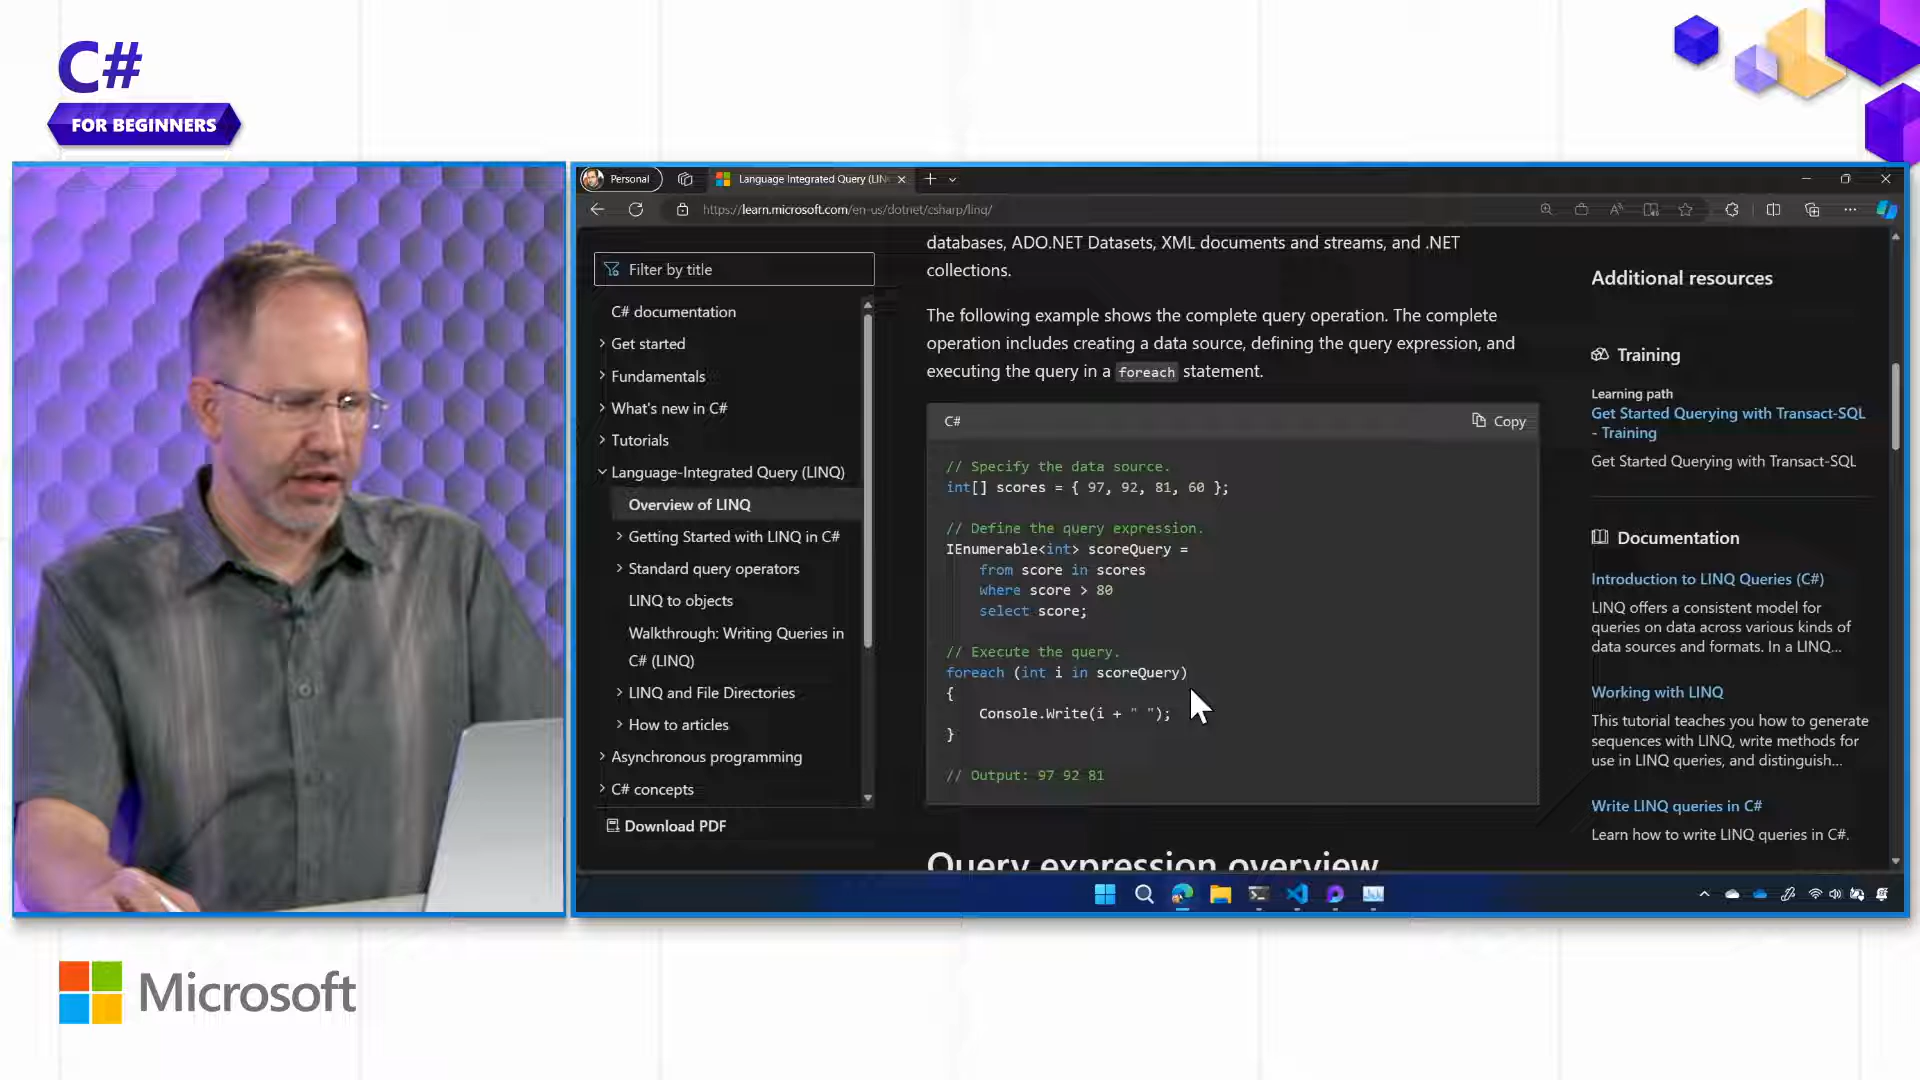 C#
FOR BEGINNERS
Personal
Language Integrated Query (LIN
https://learn.microsoft.com/en-us/dotnet/csharp/linq/
Filter by title
C# documentation
Get started
Fundamentals
What's new in C#
Tutorials
Language-Integrated Query (LINQ)
Overview of LINQ
Getting Started with LINQ in C#
Standard query operators
LINQ to objects
Walkthrough: Writing Queries in
C# (LINQ)
LINQ and File Directories
How to articles
Asynchronous programming
C# concepts
Download PDF
databases, ADO.NET Datasets, XML documents and streams, and .NET
collections.
The following example shows the complete query operation. The complete
operation includes creating a data source, defining the query expression, and
executing the query in a foreach statement.
C#
Copy
// Specify the data source.
int[] scores = { 97, 92, 81, 60 };
// Define the query expression.
IEnumerable<int> scoreQuery =
from score in scores
where score > 80
select score;
// Execute the query.
foreach (int i in scoreQuery)
{
Console.Write(i + " ");
}
// Output: 97 92 81
Query expression overview
Additional resources
Training
Learning path
Get Started Querying with Transact-SQL
- Training
Get Started Querying with Transact-SQL
Documentation
Introduction to LINQ Queries (C#)
LINQ offers a consistent model for
queries on data across various kinds of
data sources and formats. In a LINQ...
Working with LINQ
This tutorial teaches you how to generate
sequences with LINQ, write methods for
use in LINQ queries, and distinguish...
Write LINQ queries in C#
Learn how to write LINQ queries in C#.
Microsoft